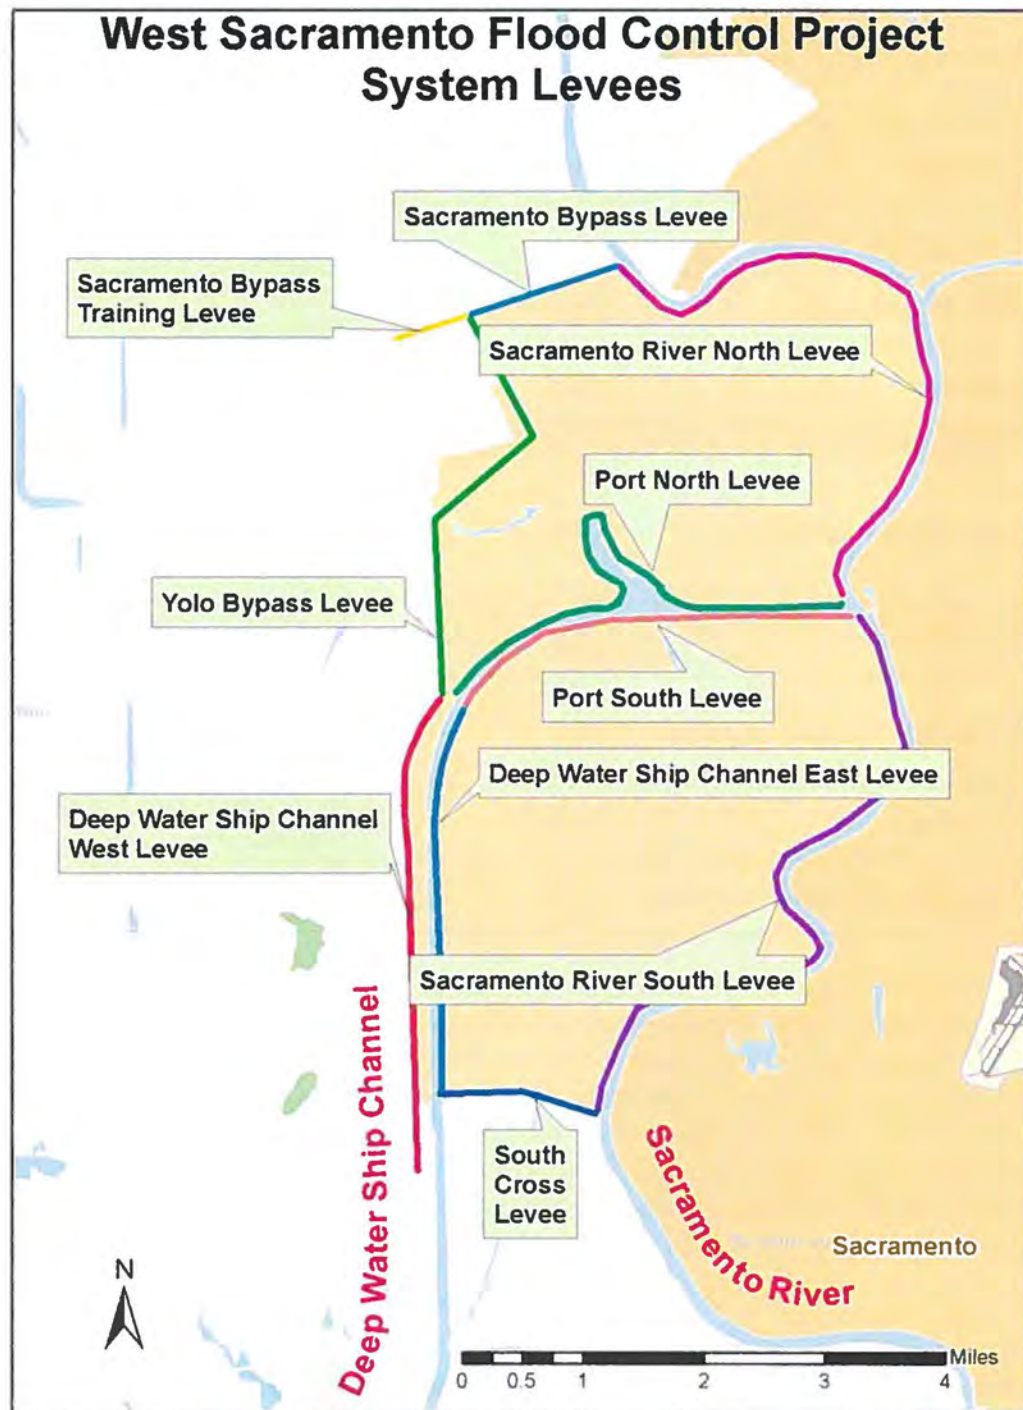 West Sacramento Flood Control Project
System Levees
Sacramento Bypass Levee
Sacramento Bypass
Training Levee
Sacramento River North Levee
Port North Levee
Yolo Bypass Levee
Port South Levee
Deep Water Ship Channel East Levee
Deep Water Ship Channel
West Levee
Sacramento River South Levee
Deep Water Ship Channel
South
Cross
Levee
Sacramento River
Sacramento
N
Miles
0 0.5 1 2 3 4